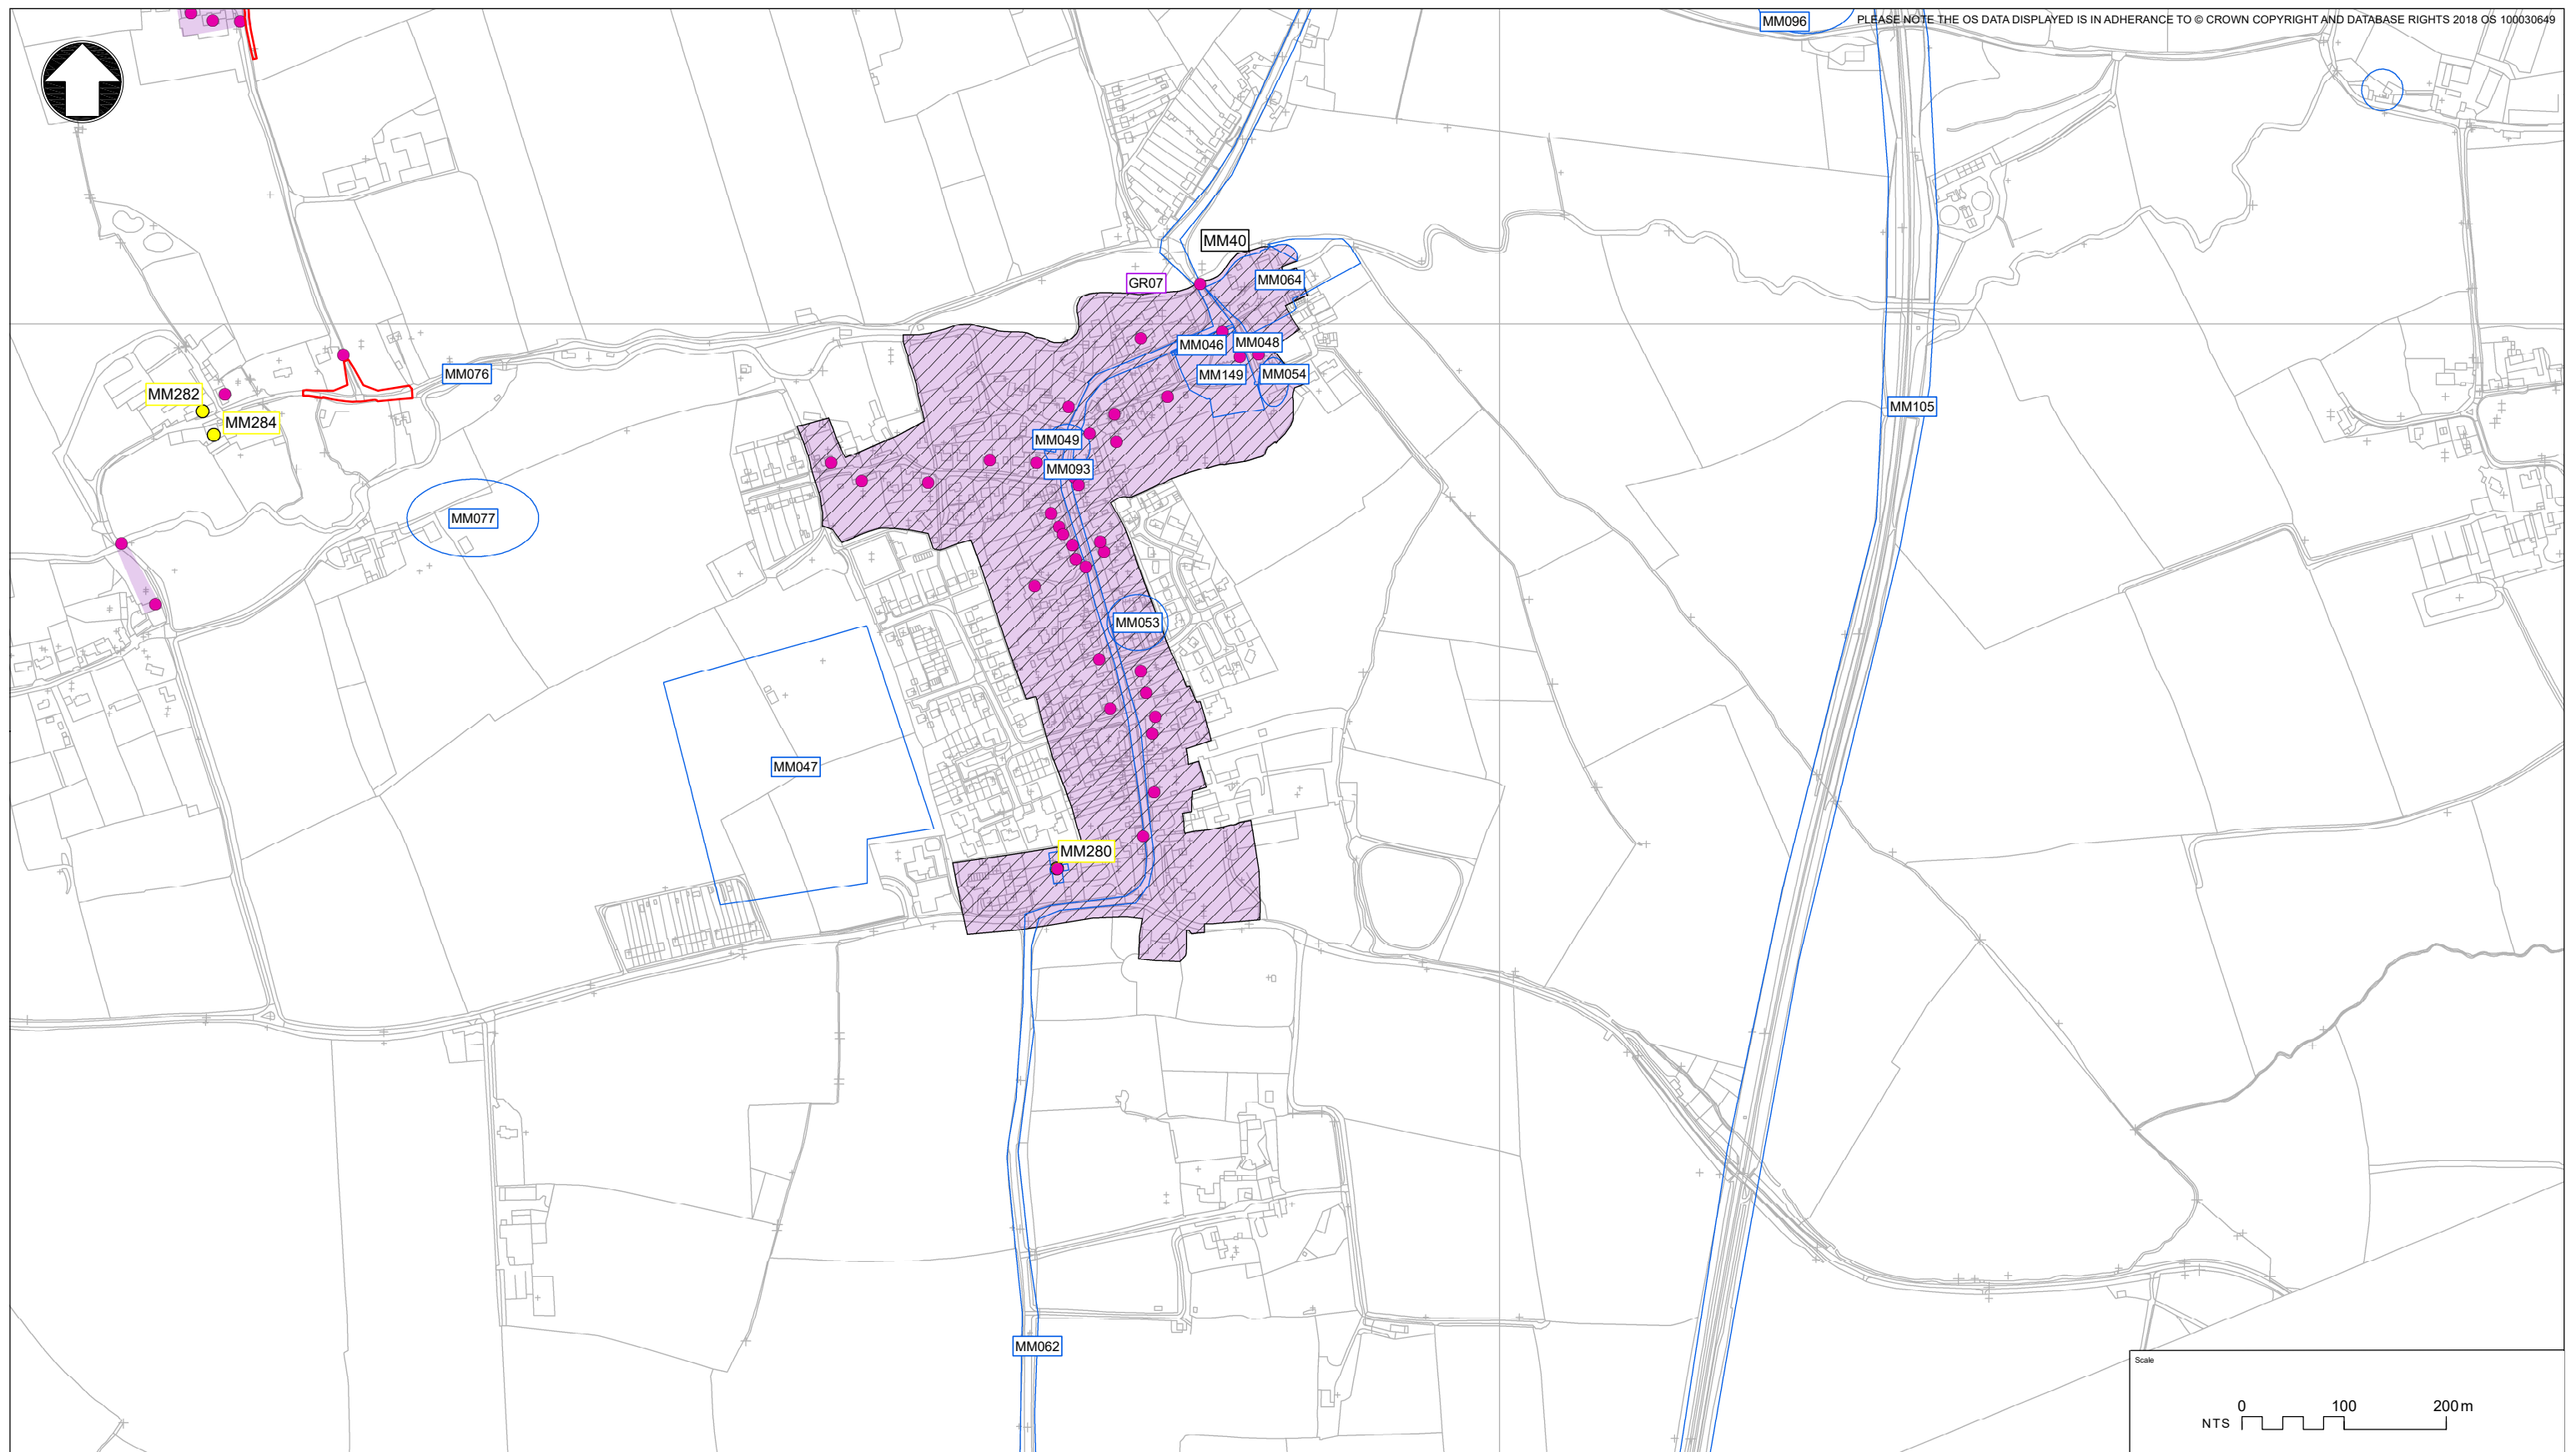 MM096
PLEASE NOTE THE OS DATA DISPLAYED IS IN ADHERANCE TO © CROWN COPYRIGHT AND DATABASE RIGHTS 2018 OS 100030649
MM40
GR07
MM064
MM046
MM048
MM076
MM149
MM054
MM282
MM284
MM105
MM049
MM093
MM077
MM053
MM047
MM280
MM062
Scale
0 100 200 m
NTS